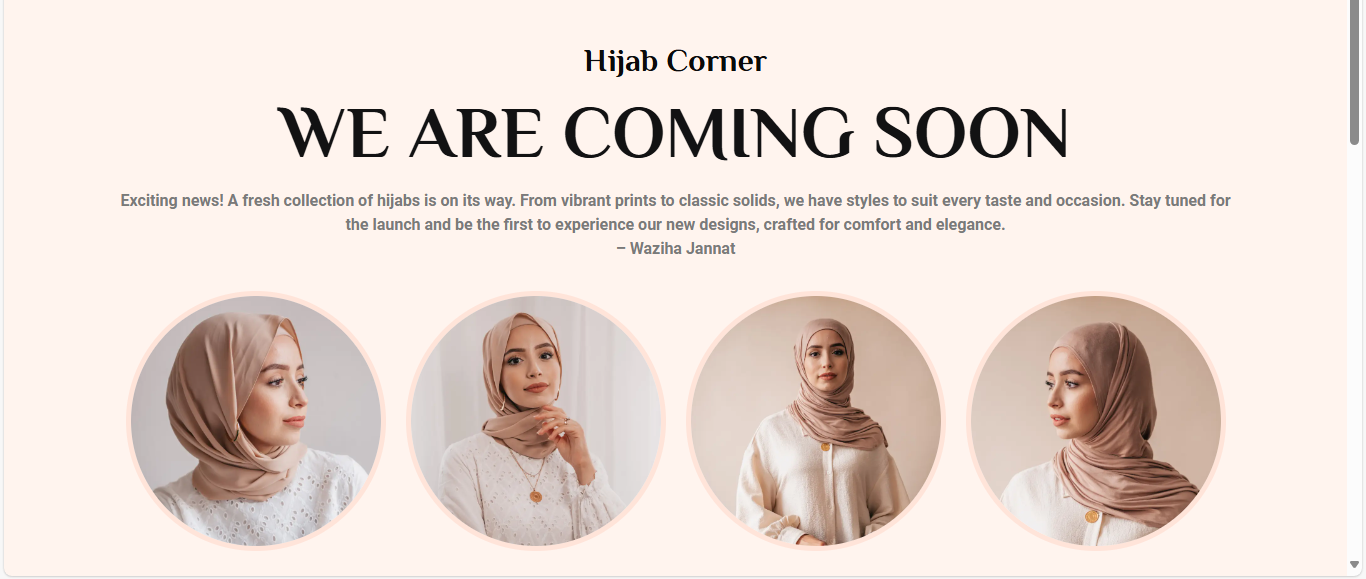 Hijab Corner
WE ARE COMING SOON
Exciting news! A fresh collection of hijabs is on its way. From vibrant prints to classic solids, we have styles to suit every taste and occasion. Stay tuned for
the launch and be the first to experience our new designs, crafted for comfort and elegance.
– Waziha Jannat